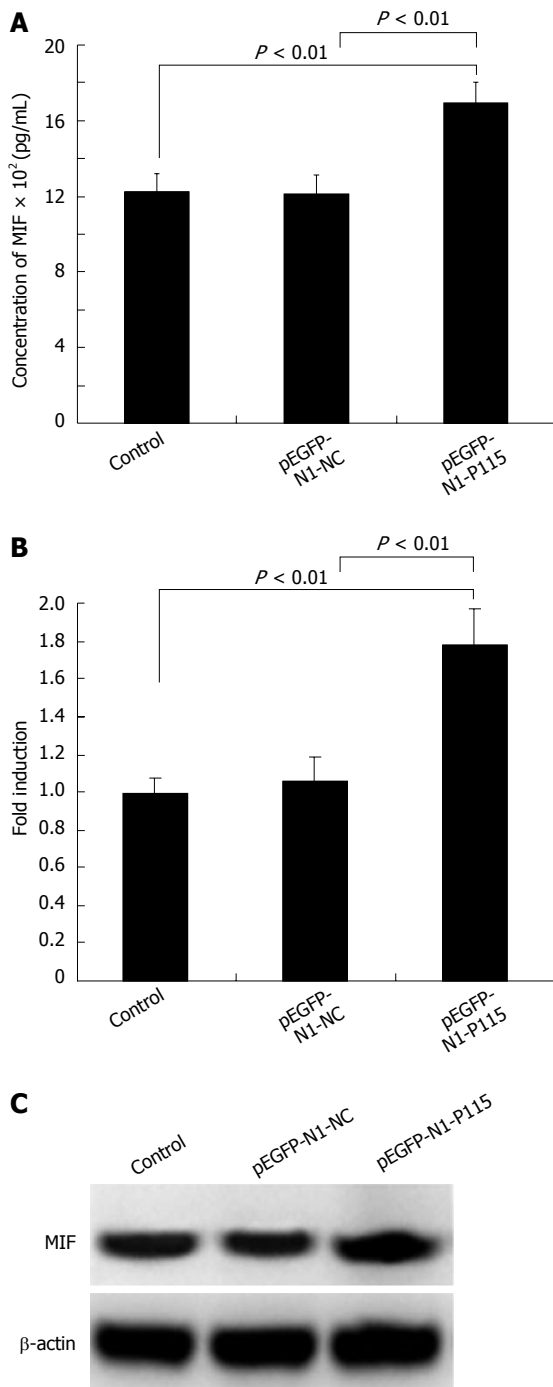 A
P < 0.01
P < 0.01
Concentration of MIF × 10² (pg/mL)
20
16
12
8
4
0
Control
pEGFP-
N1-NC
pEGFP-
N1-P115
B
P < 0.01
P < 0.01
Fold induction
2.0
1.8
1.6
1.4
1.2
1.0
0.8
0.6
0.4
0.2
0
Control
pEGFP-
N1-NC
pEGFP-
N1-P115
C
Control
pEGFP-N1-NC
pEGFP-N1-P115
MIF
β-actin